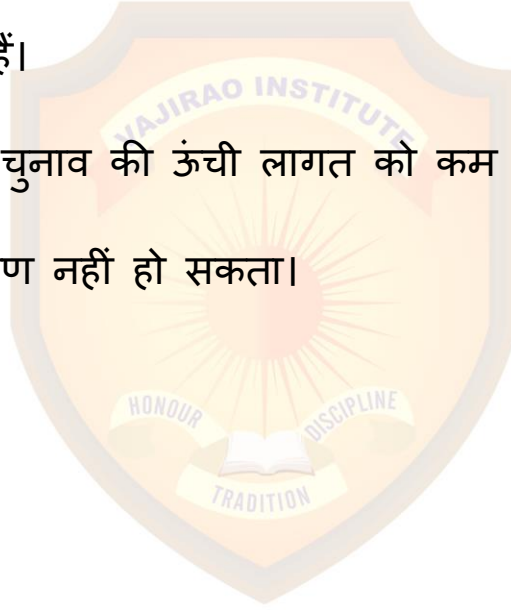 हैं।
VAJIRAO INSTITUTE
चुनाव की ऊंची लागत को कम
ण नहीं हो सकता।
HONOUR
DISCIPLINE
TRADITION